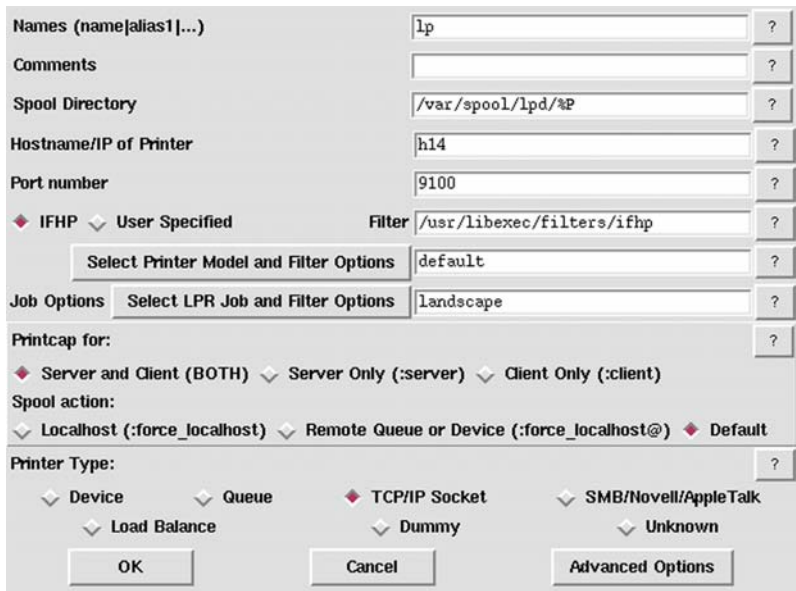 Names (name|alias1|...) lp ?
Comments ?
Spool Directory /var/spool/lpd/%P ?
Hostname/IP of Printer h14 ?
Port number 9100 ?
IFHP User Specified Filter /usr/libexec/filters/ifhp ?
Select Printer Model and Filter Options default ?
Job Options Select LPR Job and Filter Options landscape ?
Printcap for: ?
Server and Client (BOTH) Server Only (:server) Client Only (:client)
Spool action:
Localhost (:force_localhost) Remote Queue or Device (:force_localhost@) Default
Printer Type: ?
Device Queue TCP/IP Socket SMB/Novell/AppleTalk
Load Balance Dummy Unknown
OK Cancel Advanced Options